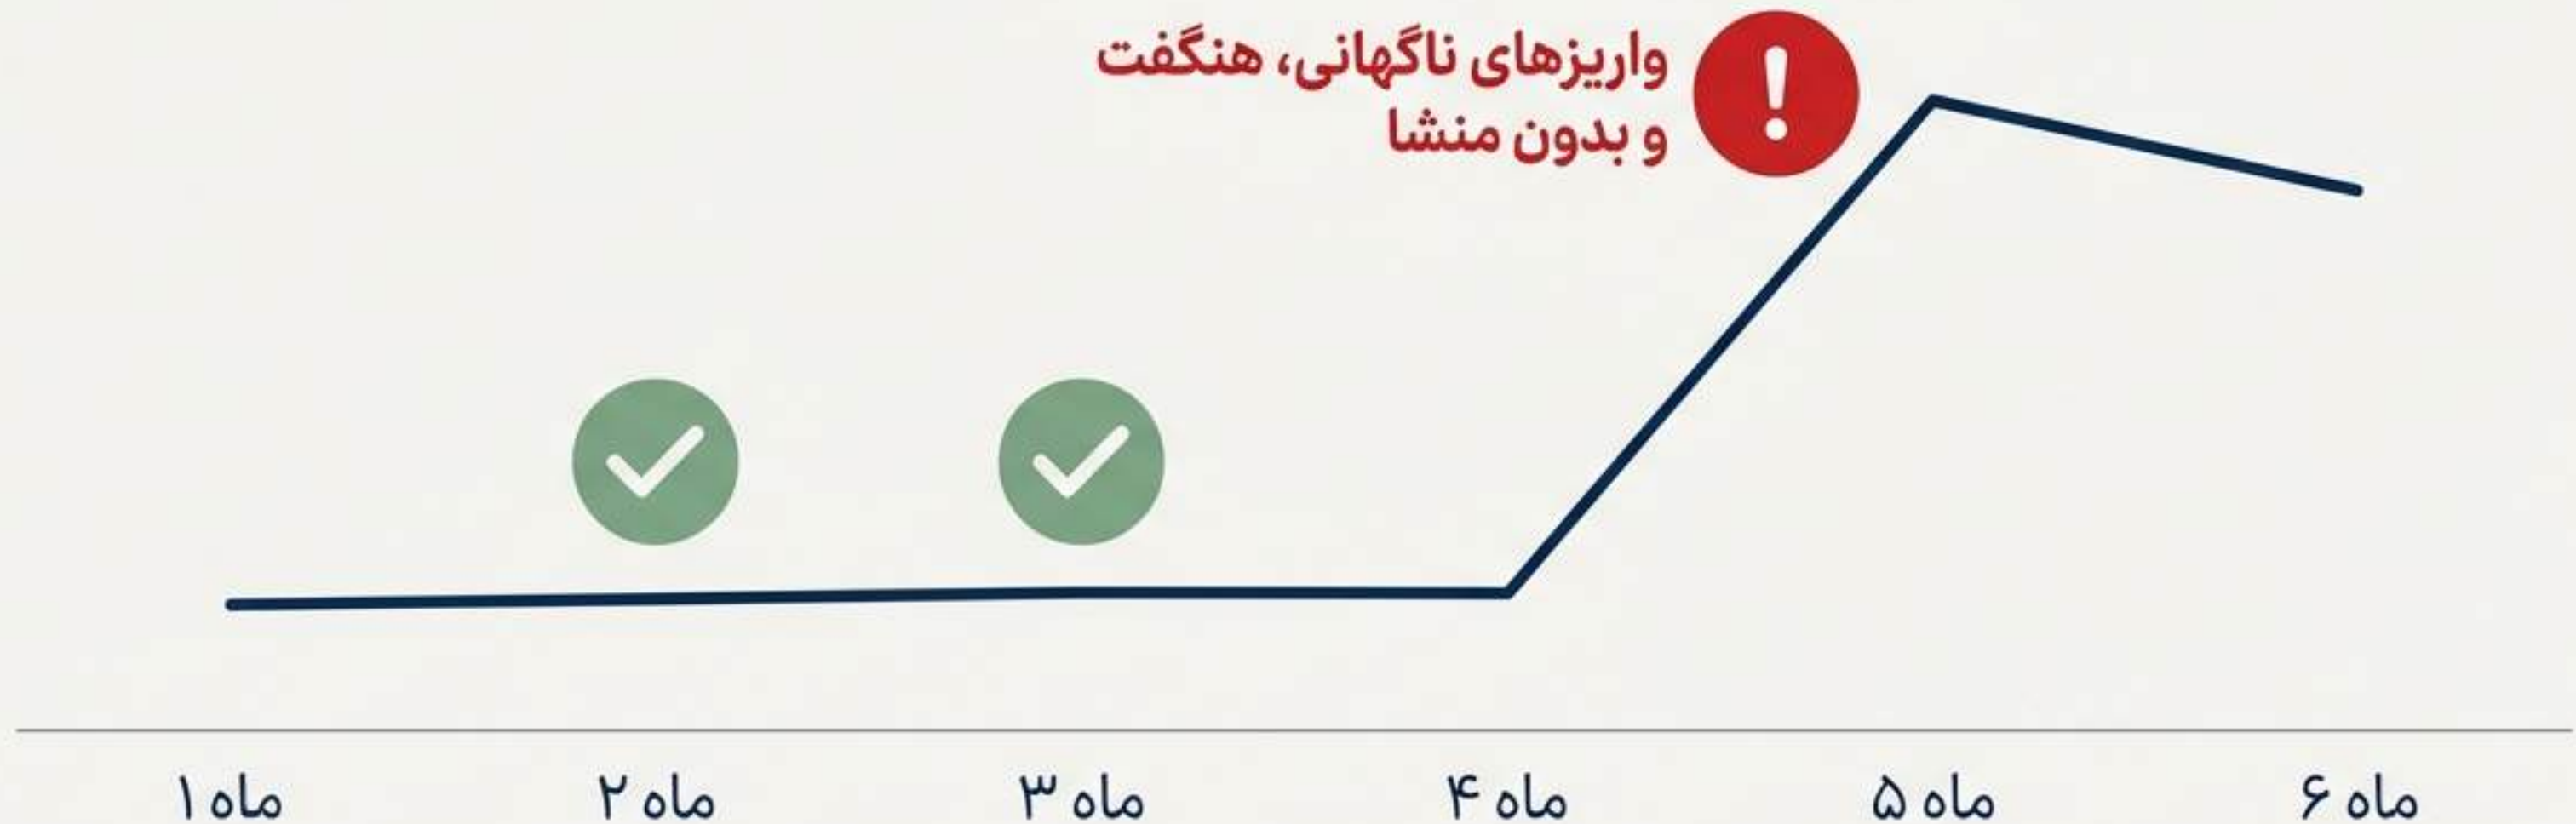 واریزهای ناگهانی، هنگفت
و بدون منشا
ماه ۱
ماه ۲
ماه ۳
ماه ۴
ماه ۵
ماه ۶